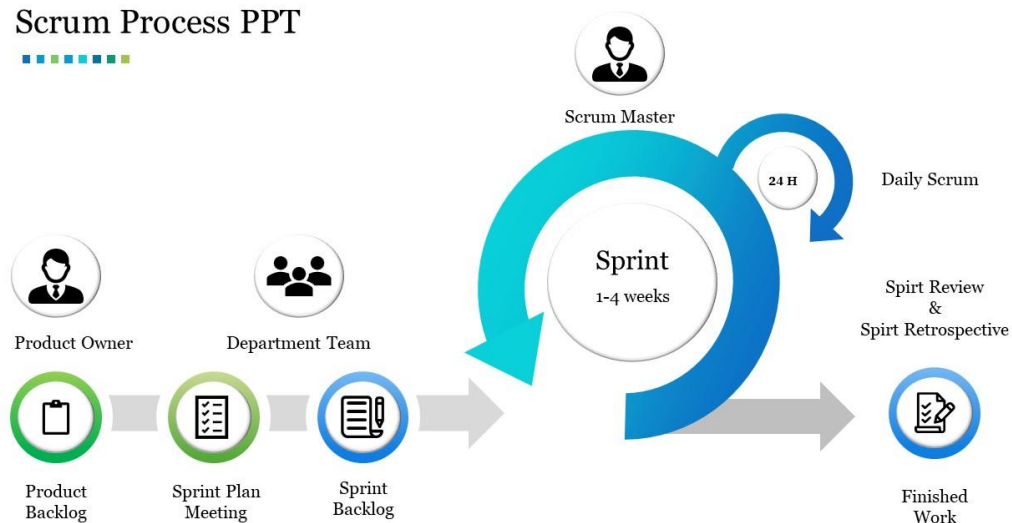 Scrum Process PPT
Scrum Master
24 H
Daily Scrum
Sprint
1-4 weeks
Spirt Review
&
Spirt Retrospective
Product Owner
Department Team
Product
Backlog
Sprint Plan
Meeting
Sprint
Backlog
Finished
Work